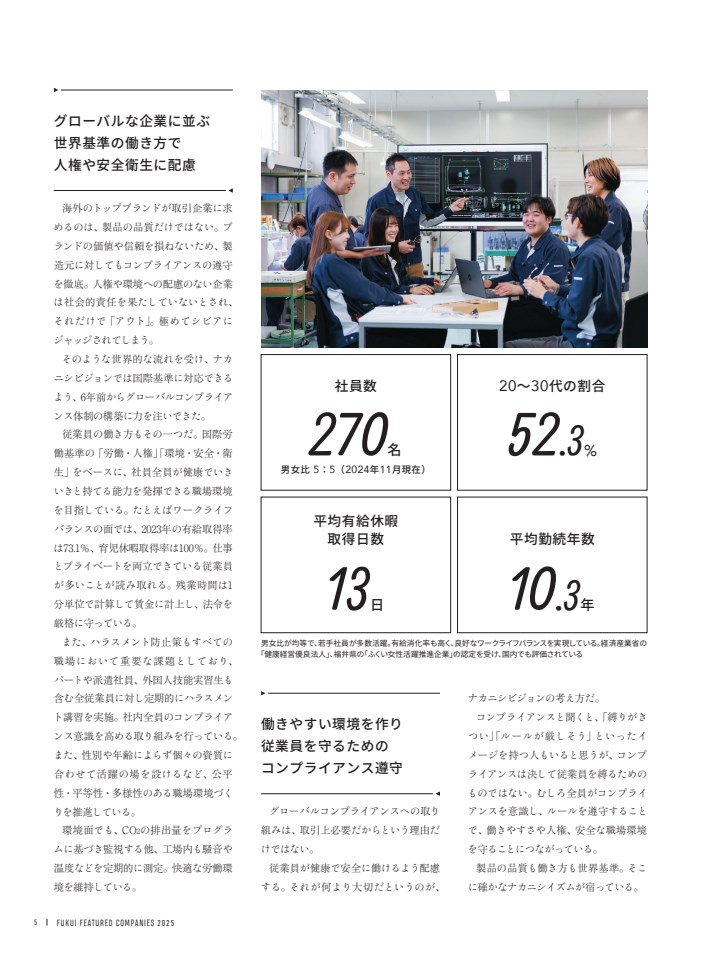 グローバルな企業に並ぶ
世界基準の働き方で
人権や安全衛生に配慮
海外のトップブランドが取引企業に求
めるのは、製品の品質だけではない。ブ
ランドの価値や信頼を損ねないため、製
造元に対してもコンプライアンスの遵守
を徹底。人権や環境への配慮のない企業
は社会的責任を果たしていないとされ、
それだけで「アウト」。極めてシビアに
ジャッジされてしまう。
そのような世界的な流れを受け、ナカ
ニシビジョンでは国際基準に対応できる
よう、6年前からグローバルコンプライア
ンス体制の構築に力を注いできた。
従業員の働き方もその一つだ。国際労
働基準の「労働・人権」「環境・安全・衛
生」をベースに、社員全員が健康でいき
いきと持てる能力を発揮できる職場環境
を目指している。たとえばワークライフ
バランスの面では、2023年の有給取得率
は73.1%、育児休暇取得率は100%。仕事
とプライベートを両立できている従業員
が多いことが読み取れる。残業時間は1
分単位で計算して賃金に計上し、法令を
厳格に守っている。
また、ハラスメント防止策もすべての
職場において重要な課題としており、
パートや派遣社員、外国人技能実習生も
含む全従業員に対し定期的にハラスメン
ト講習を実施。社内全員のコンプライア
ンス意識を高める取り組みを行っている。
また、性別や年齢によらず個々の資質に
合わせて活躍の場を設けるなど、公平
性・平等性・多様性のある職場環境づく
りを推進している。
環境面でも、CO₂の排出量をプログラ
ムに基づき監視する他、工場内も騒音や
温度などを定期的に測定。快適な労働環
境を維持している。
社員数
270名
男女比 5：5（2024年11月現在）
20〜30代の割合
52.3%
平均有給休暇
取得日数
13日
平均勤続年数
10.3年
男女比が均等で、若手社員が多数活躍。有給消化率も高く、良好なワークライフバランスを実現している。経済産業省の
「健康経営優良法人」、福井県の「ふくい女性活躍推進企業」の認定を受け、国内でも評価されている
働きやすい環境を作り
従業員を守るための
コンプライアンス遵守
グローバルコンプライアンスへの取り
組みは、取引上必要だからという理由だ
けではない。
従業員が健康で安全に働けるよう配慮
する。それが何より大切だというのが、
ナカニシビジョンの考え方だ。
コンプライアンスと聞くと、「縛りがき
つい」「ルールが厳しそう」といったイ
メージを持つ人もいると思うが、コンプ
ライアンスは決して従業員を縛るための
ものではない。むしろ全員がコンプライ
アンスを意識し、ルールを遵守すること
で、働きやすさや人権、安全な職場環境
を守ることにつながっている。
製品の品質も働き方も世界基準。そこ
に確かなナカニシイズムが宿っている。
5 FUKUI FEATURED COMPANIES 2025